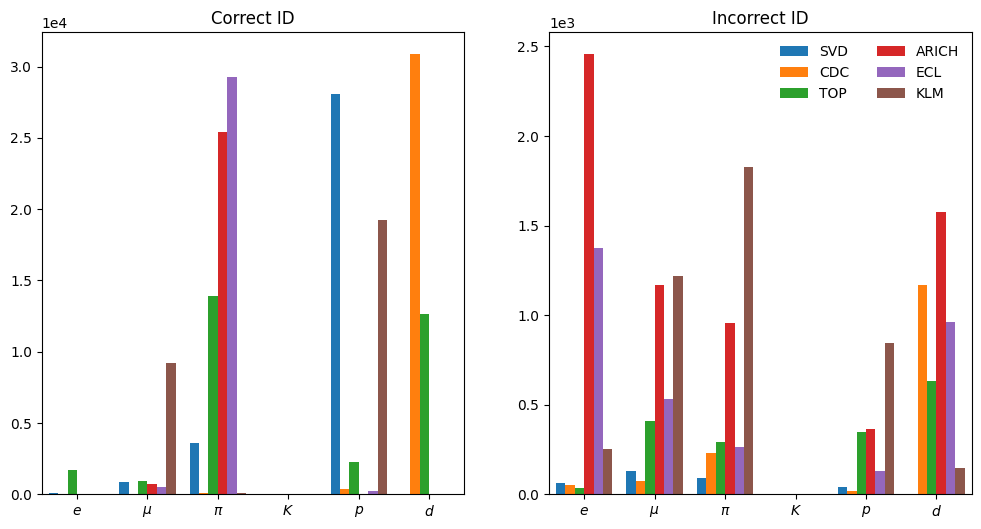 Correct ID
1e4
3.0
2.5
2.0
1.5
1.0
0.5
0.0
e μ π K p d
Incorrect ID
1e3
2.5
2.0
1.5
1.0
0.5
0.0
e μ π K p d
SVD
CDC
TOP
ARICH
ECL
KLM